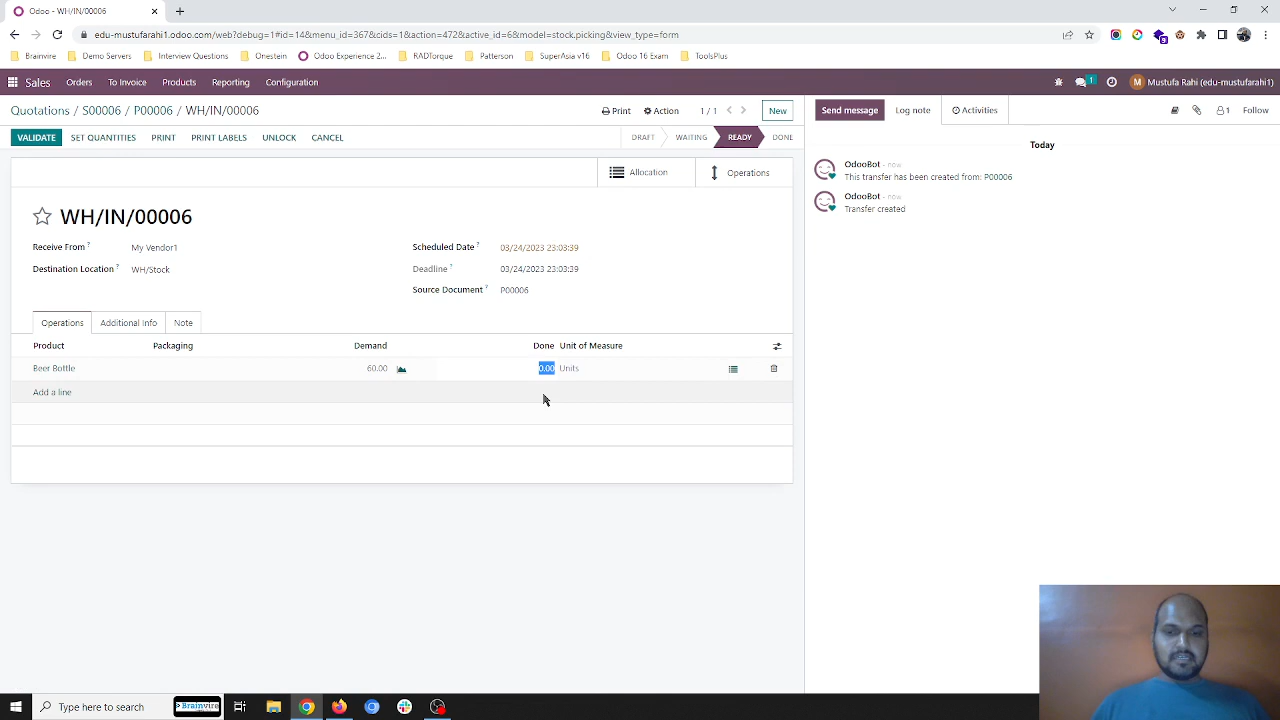 Odoo - WH/IN/00006
edu-mustufarahi1.odoo.com/web?debug=1#id=14&menu_id=367&cids=1&action=472&active_id=6&model=stock.picking&view_type=form
Brainvire Demo Servers Interview Questions Onestein Odoo Experience 2... RADTorque Patterson SuperAsia v16 Odoo 16 Exam ToolsPlus
Sales Orders To Invoice Products Reporting Configuration 1 Mustufa Rahi (edu-mustufarahi1)
Quotations / S00006 / P00006 / WH/IN/00006 Print Action 1 / 1 New Send message Log note Activities 1 Follow
VALIDATE SET QUANTITIES PRINT PRINT LABELS UNLOCK CANCEL DRAFT WAITING READY DONE
Today
OdooBot - now
This transfer has been created from: P00006
OdooBot - now
Transfer created
Allocation Operations
WH/IN/00006
Receive From ? My Vendor1 Scheduled Date ? 03/24/2023 23:03:39
Destination Location ? WH/Stock Deadline ? 03/24/2023 23:03:39
Source Document ? P00006
Operations Additional Info Note
Product Packaging Demand Done Unit of Measure
Beer Bottle 60.00 0.00 Units
Add a line
Type here to search Brainvire